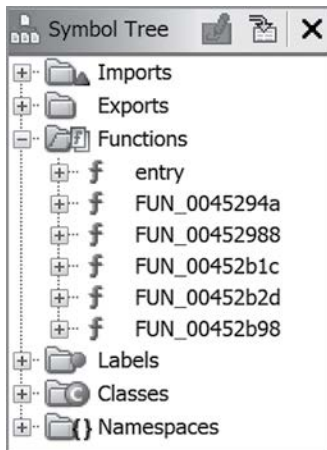 Symbol Tree
Imports
Exports
Functions
entry
FUN_0045294a
FUN_00452988
FUN_00452b1c
FUN_00452b2d
FUN_00452b98
Labels
Classes
Namespaces